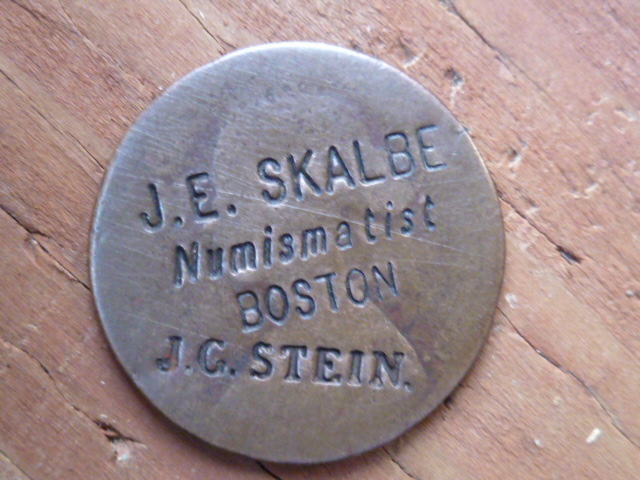 J.E. SKALBE
Numismatist
BOSTON
J.G. STEIN.